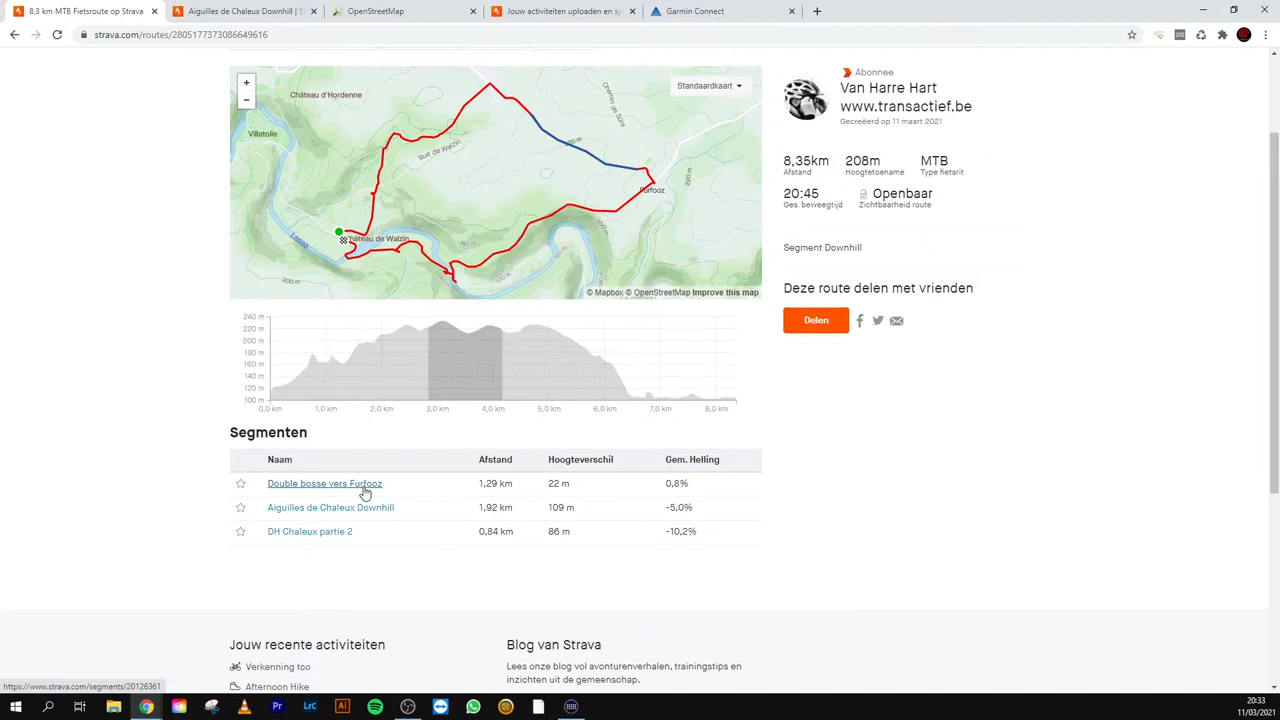 8,3 km MTB Fietsroute op Strava
Aiguilles de Chaleux Downhill | S
OpenStreetMap
Jouw activiteiten uploaden en sy
Garmin Connect
strava.com/routes/2805177373086649616
Château d'Hordenne
Villatoile
Rue de Walzin
Chemin de Sûre
Furfooz
Château de Walzin
Lesse
200 m
Standaardkaart
© Mapbox © OpenStreetMap Improve this map
Abonnee
Van Harre Hart
www.transactief.be
Gecreëerd op 11 maart 2021
8,35km 208m MTB
Afstand Hoogtetoename Type fietsrit
20:45 Openbaar
Ges. beweegtijd Zichtbaarheid route
Segment Downhill
Deze route delen met vrienden
Delen
240 m
220 m
200 m
180 m
160 m
140 m
120 m
100 m
0,0 km 1,0 km 2,0 km 3,0 km 4,0 km 5,0 km 6,0 km 7,0 km 8,0 km
Segmenten
Naam Afstand Hoogteverschil Gem. Helling
Double bosse vers Furfooz 1,29 km 22 m 0,8%
Aiguilles de Chaleux Downhill 1,92 km 109 m -5,0%
DH Chaleux partie 2 0,84 km 86 m -10,2%
Jouw recente activiteiten
Verkenning too
Afternoon Hike
Blog van Strava
Lees onze blog vol avonturenverhalen, trainingstips en
inzichten uit de gemeenschap.
https://www.strava.com/segments/20126361
20:33
11/03/2021